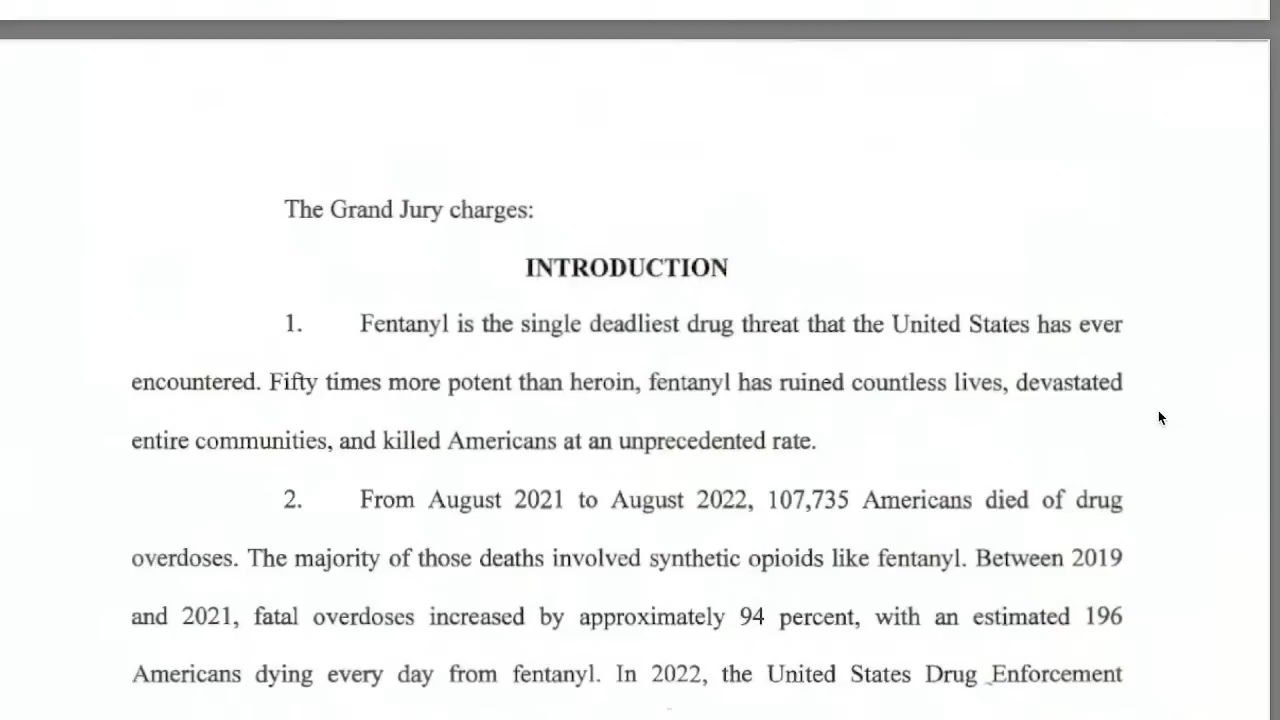 The Grand Jury charges:
INTRODUCTION
1. Fentanyl is the single deadliest drug threat that the United States has ever
encountered. Fifty times more potent than heroin, fentanyl has ruined countless lives, devastated
entire communities, and killed Americans at an unprecedented rate.
2. From August 2021 to August 2022, 107,735 Americans died of drug
overdoses. The majority of those deaths involved synthetic opioids like fentanyl. Between 2019
and 2021, fatal overdoses increased by approximately 94 percent, with an estimated 196
Americans dying every day from fentanyl. In 2022, the United States Drug Enforcement